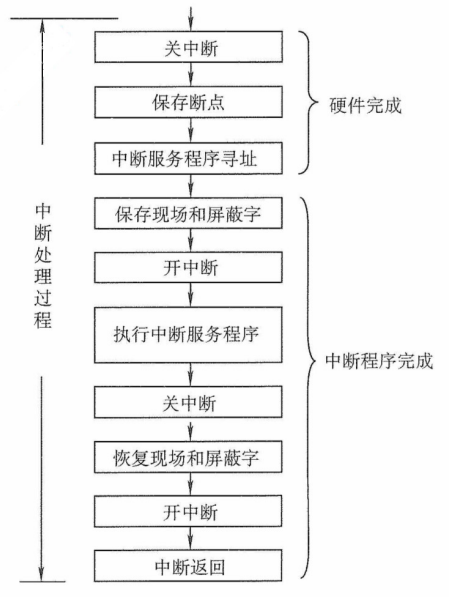 关中断
保存断点
硬件完成
中断服务程序寻址
保存现场和屏蔽字
开中断
中断处理过程
执行中断服务程序
中断程序完成
关中断
恢复现场和屏蔽字
开中断
中断返回